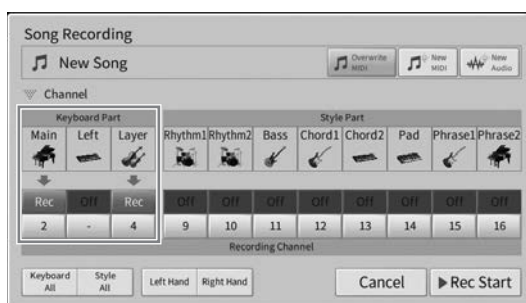 Song Recording
New Song
Overwrite MIDI
New MIDI
New Audio
Channel
Keyboard Part Style Part
Main Left Layer Rhythm1 Rhythm2 Bass Chord1 Chord2 Pad Phrase1 Phrase2
Rec Off Rec Off Off Off Off Off Off Off Off
2 - 4 9 10 11 12 13 14 15 16
Recording Channel
Keyboard All Style All Left Hand Right Hand Cancel Rec Start